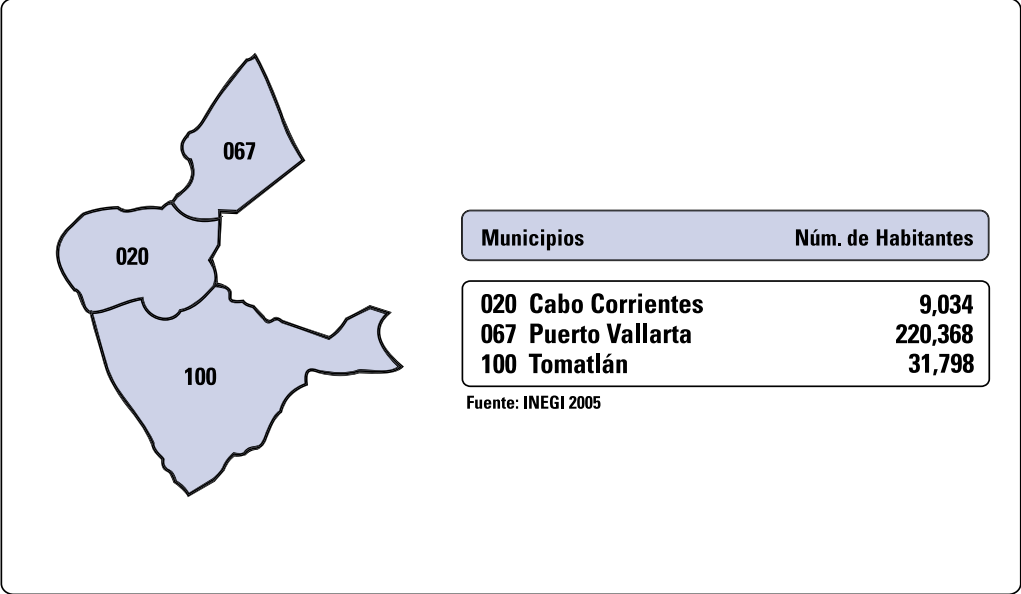 067
020
100
Municipios Núm. de Habitantes
020 Cabo Corrientes 9,034
067 Puerto Vallarta 220,368
100 Tomatlán 31,798
Fuente: INEGI 2005